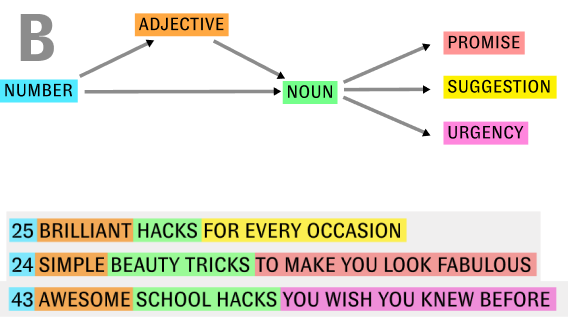 B
ADJECTIVE
PROMISE
NUMBER
NOUN
SUGGESTION
URGENCY
25 BRILLIANT HACKS FOR EVERY OCCASION
24 SIMPLE BEAUTY TRICKS TO MAKE YOU LOOK FABULOUS
43 AWESOME SCHOOL HACKS YOU WISH YOU KNEW BEFORE